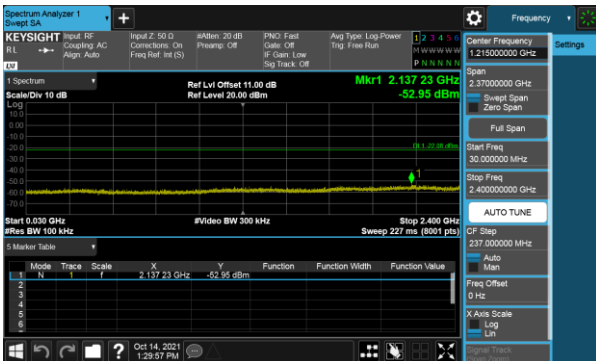 Spectrum Analyzer 1
Swept SA
+
Frequency
KEYSIGHT
RL
Input: RF
Coupling: AC
Align: Auto
Input Z: 50 Ω
Corrections: On
Freq Ref: Int (S)
#Atten: 20 dB
Preamp: Off
PNO: Fast
Gate: Off
IF Gain: Low
Sig Track: Off
Avg Type: Log-Power
Trig: Free Run
1 2 3 4 5 6
M W W W W W
P N N N N N
1 Spectrum
Scale/Div 10 dB
Ref Lvl Offset 11.00 dB
Ref Level 20.00 dBm
Mkr1 2.137 23 GHz
-52.95 dBm
Log
10.0
0.00
-10.0
-20.0
-30.0
-40.0
-50.0
-60.0
-70.0
1
Start 0.030 GHz
#Res BW 100 kHz
#Video BW 300 kHz
Stop 2.400 GHz
Sweep 227 ms (8001 pts)
5 Marker Table
Mode Trace Scale X Y Function Function Width Function Value
1 N 1 f 2.137 23 GHz -52.95 dBm
2
3
4
5
6
Center Frequency
1.215000000 GHz
Settings
Span
2.37000000 GHz
Swept Span
Zero Span
Full Span
Start Freq
30.000000 MHz
Stop Freq
2.400000000 GHz
AUTO TUNE
CF Step
237.000000 MHz
Auto
Man
Freq Offset
0 Hz
X Axis Scale
Log
Lin
Signal Track
?
Oct 14, 2021
1:29:57 PM